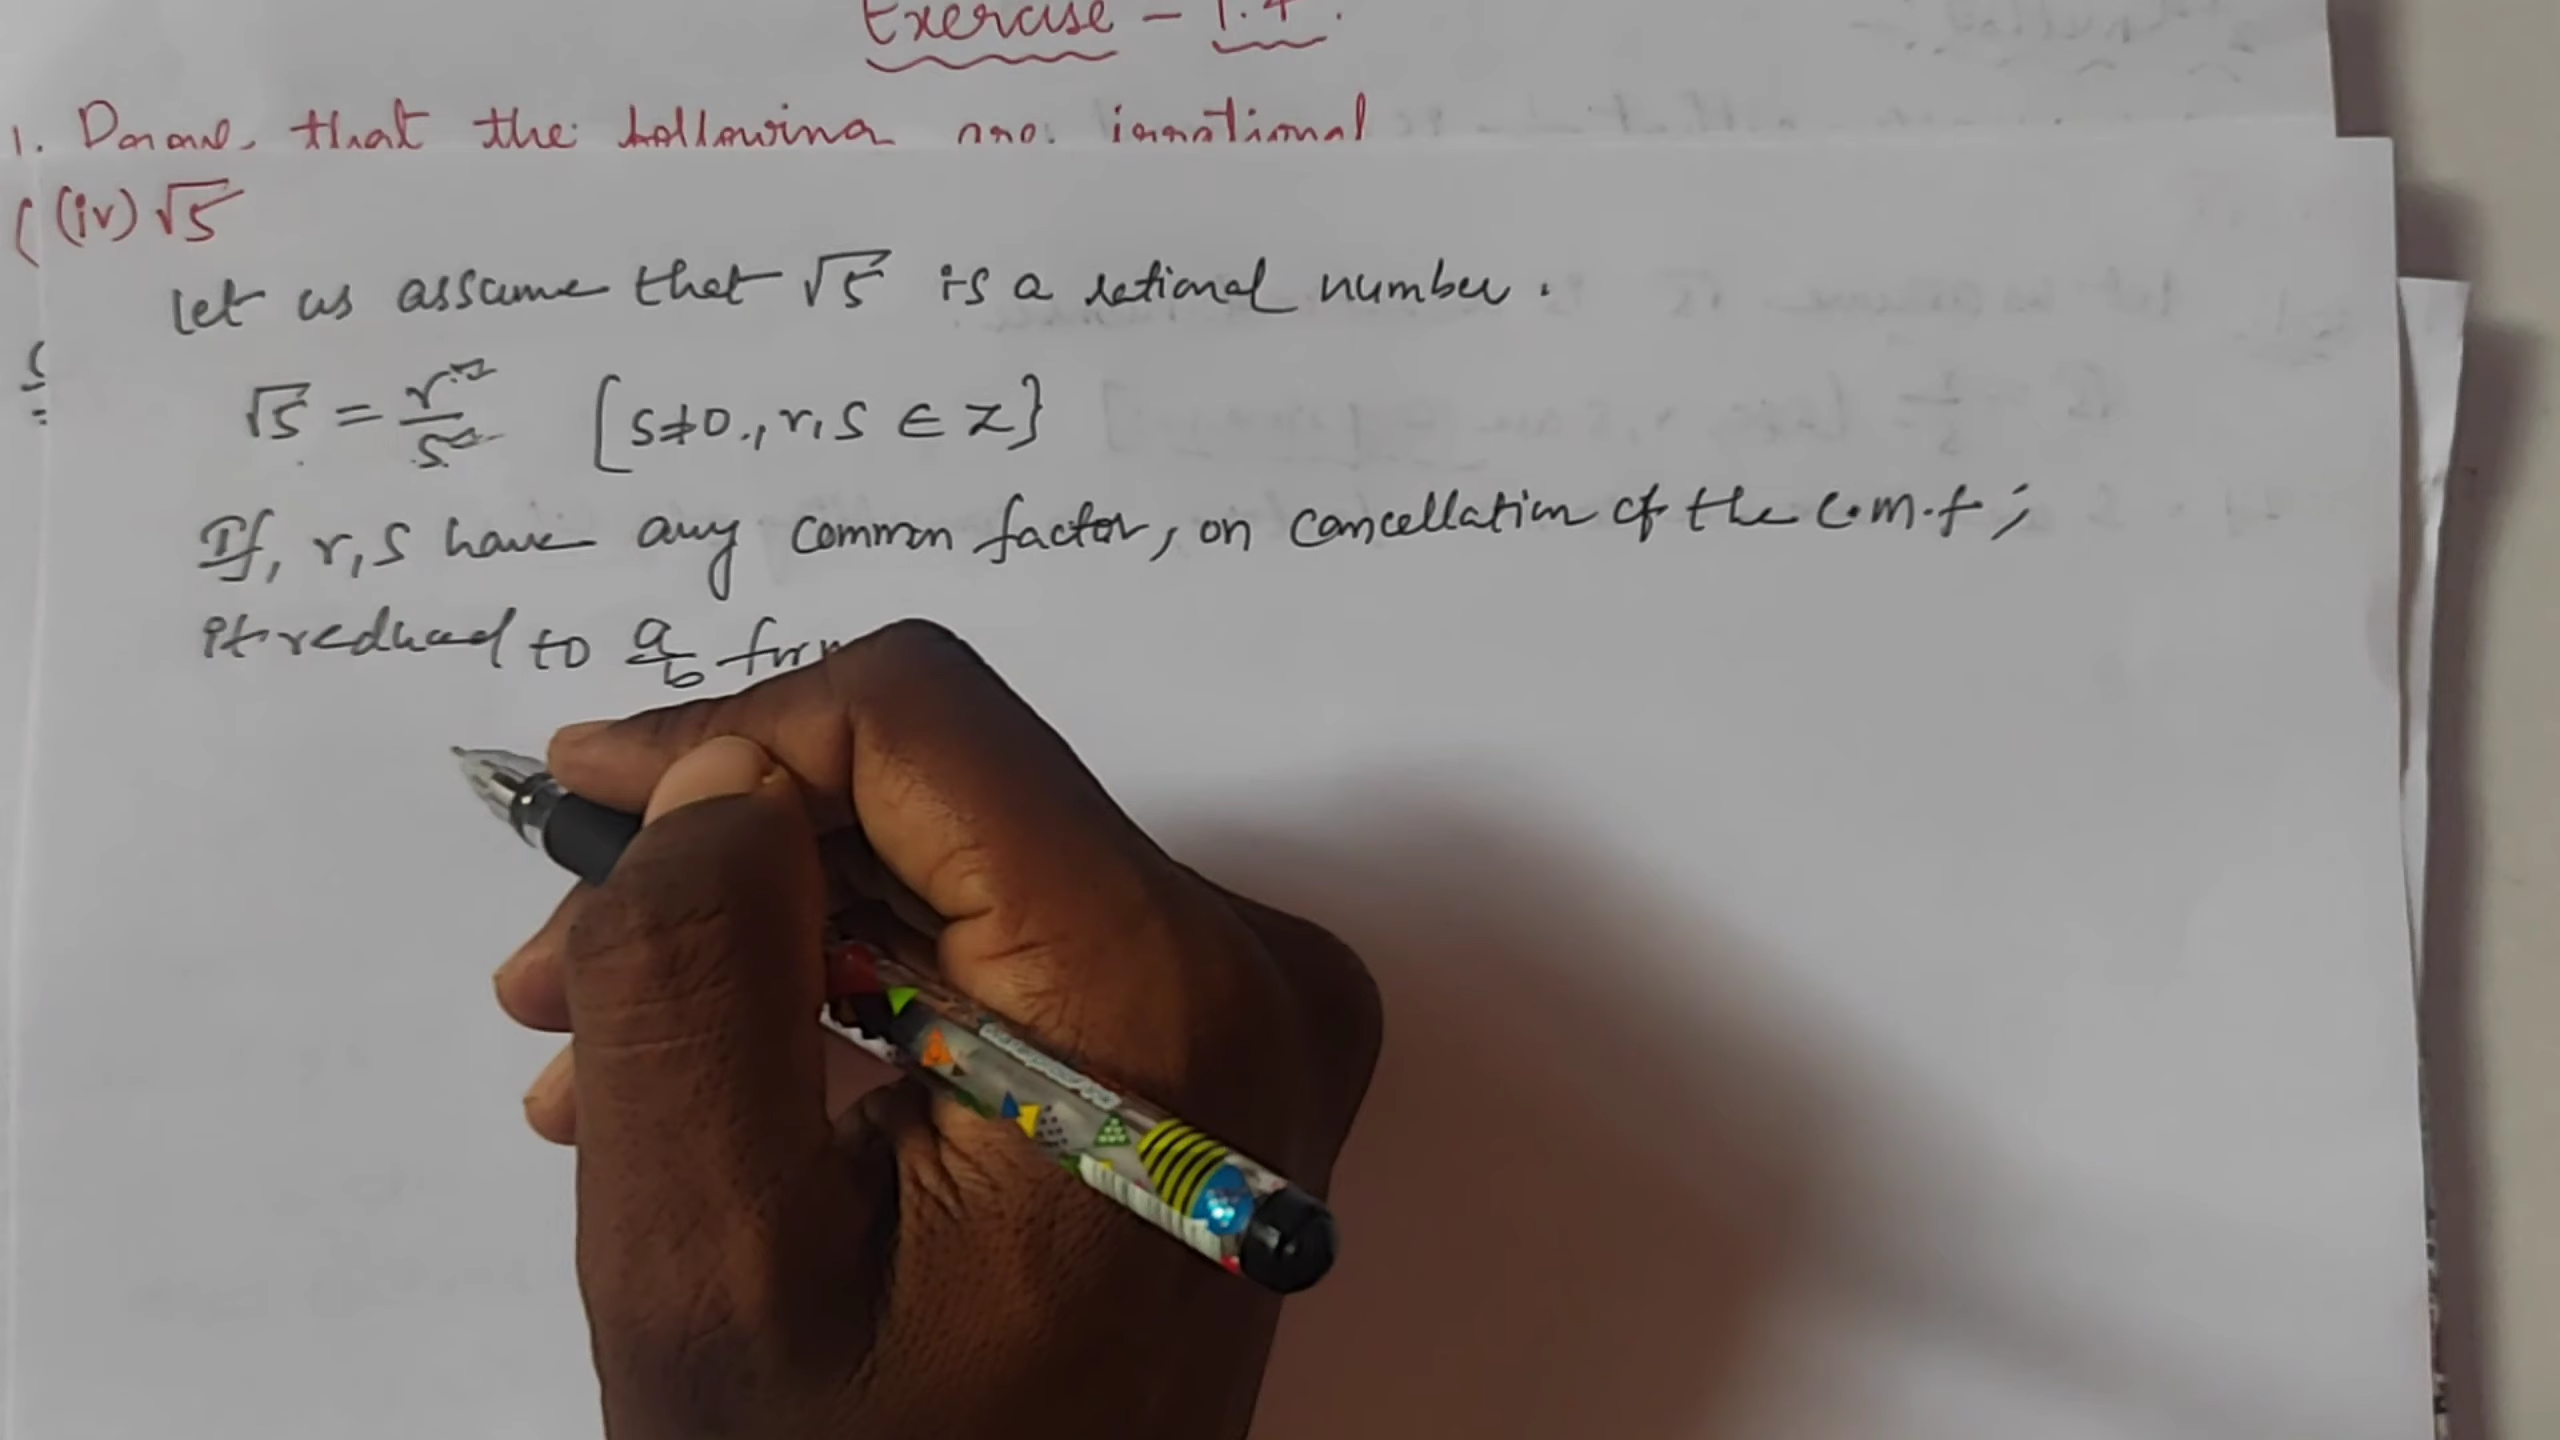 Exercise - 1.4.
1. Prove that the following are irrational
(iv) √5
let us assume that √5 is a rational number.
√5 = r/s [s≠0., r,s ∈ z}
If, r,s have any common factor, on cancellation of the c.m.f;
it reduced to a/b